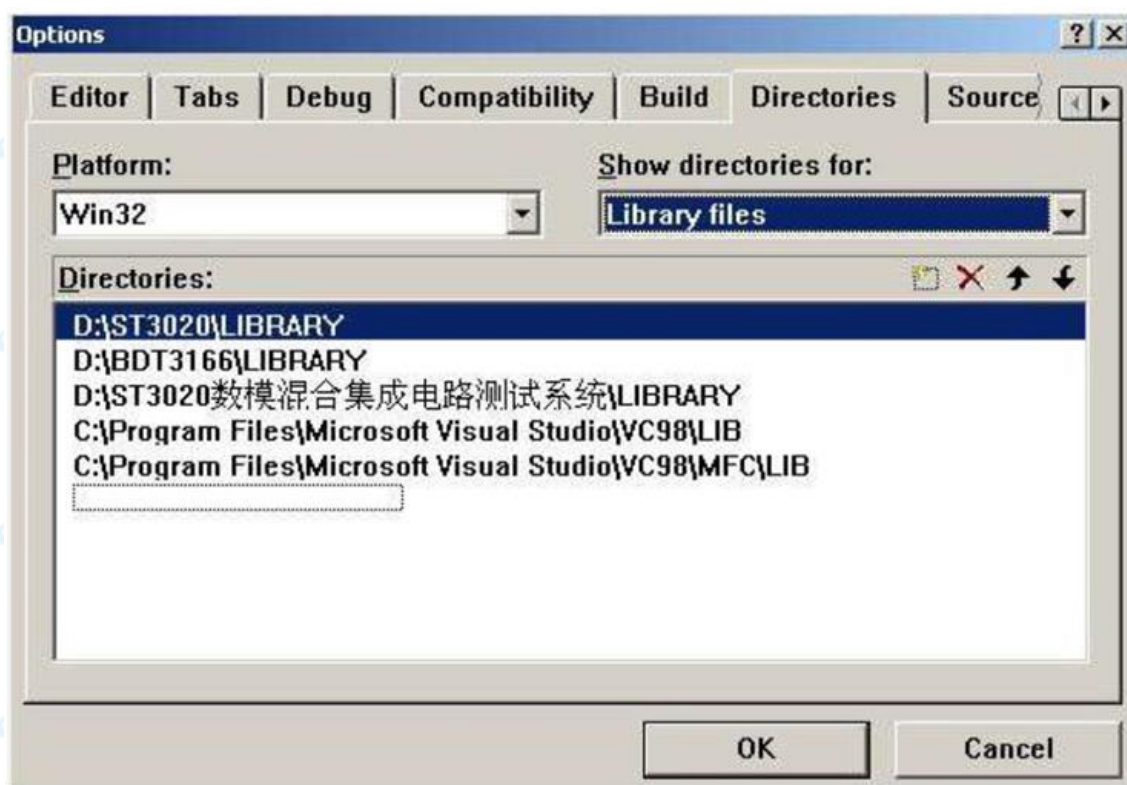 Options
Editor Tabs Debug Compatibility Build Directories Source
Platform: Show directories for:
Win32 Library files
Directories:
D:\ST3020\LIBRARY
D:\BDT3166\LIBRARY
D:\ST3020数模混合集成电路测试系统\LIBRARY
C:\Program Files\Microsoft Visual Studio\VC98\LIB
C:\Program Files\Microsoft Visual Studio\VC98\MFC\LIB
OK Cancel